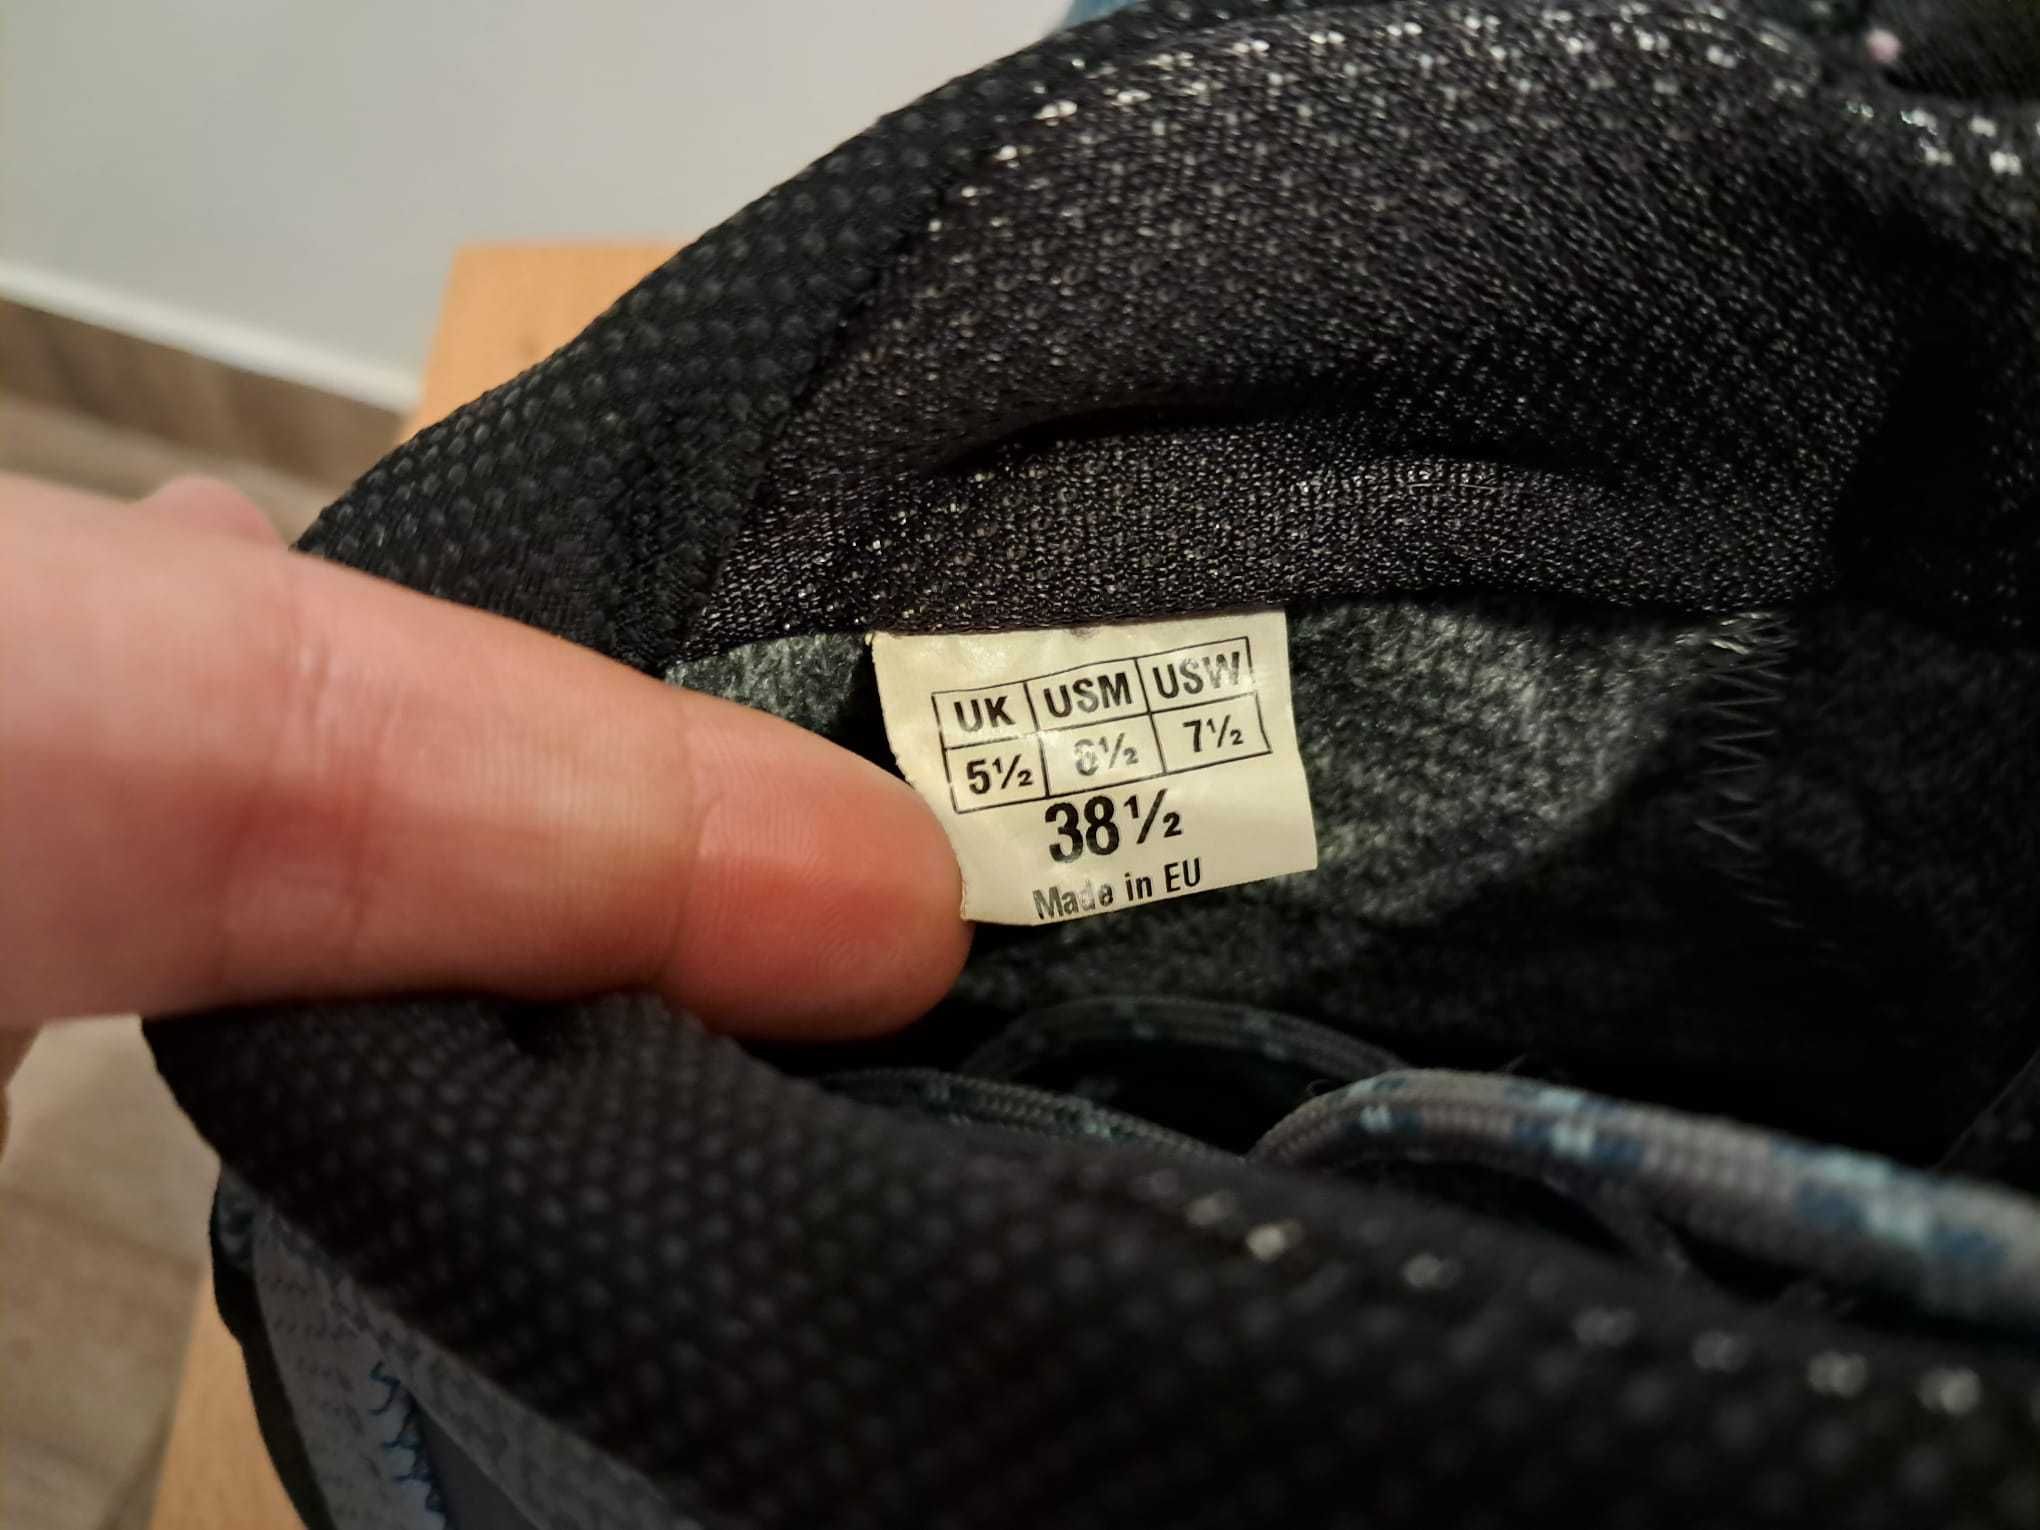 UK USM USW
5½ 6½ 7½
38½
Made in EU